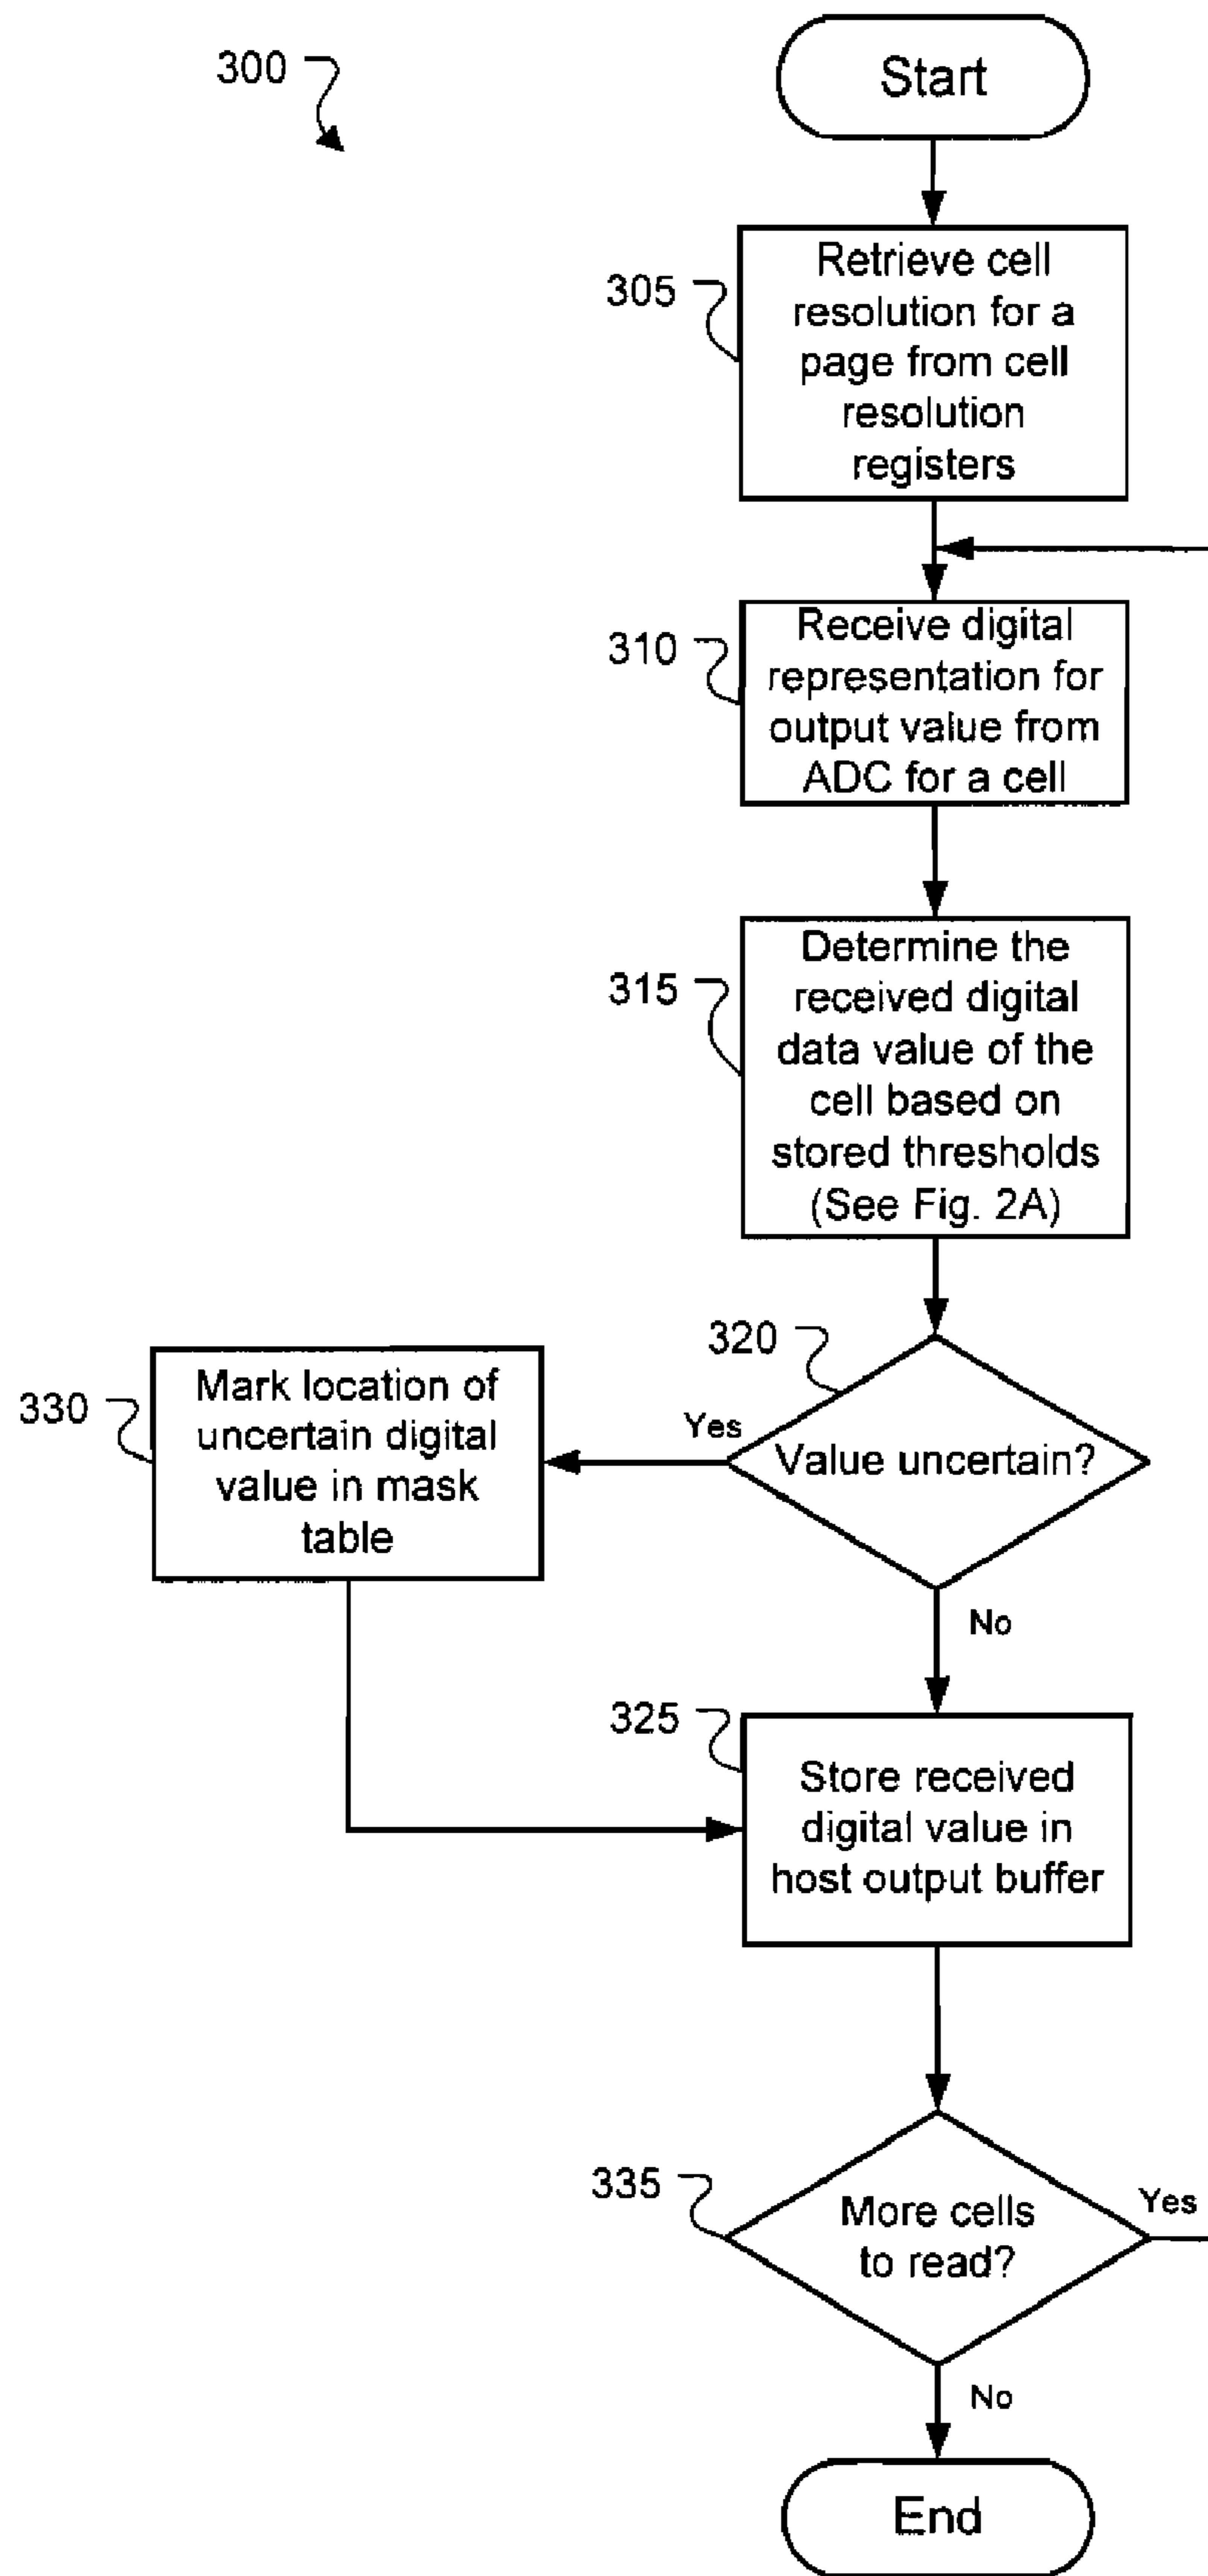 300
Start
305
Retrieve cell
resolution for a
page from cell
resolution
registers
310
Receive digital
representation for
output value from
ADC for a cell
315
Determine the
received digital
data value of the
cell based on
stored thresholds
(See Fig. 2A)
320
Value uncertain?
Yes
No
330
Mark location of
uncertain digital
value in mask
table
325
Store received
digital value in
host output buffer
335
More cells
to read?
Yes
No
End